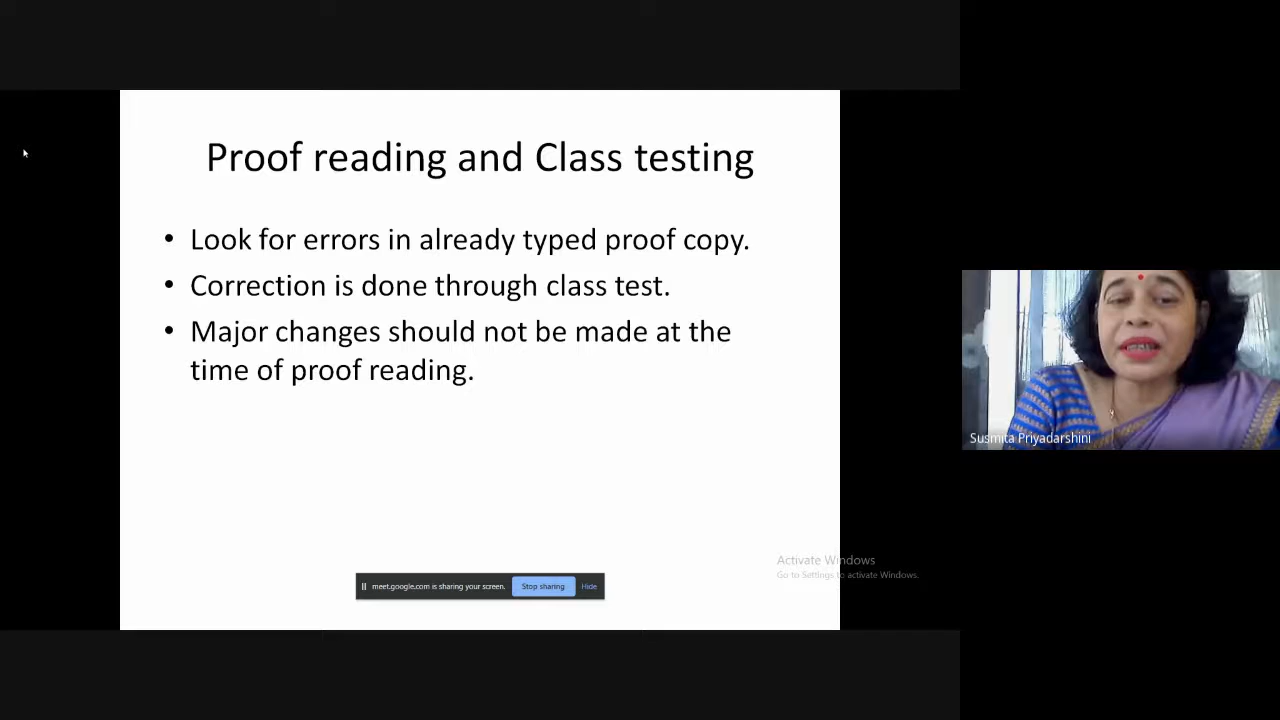 Proof reading and Class testing
• Look for errors in already typed proof copy.
• Correction is done through class test.
• Major changes should not be made at the
time of proof reading.
Susmita Priyadarshini
Activate Windows
Go to Settings to activate Windows.
meet.google.com is sharing your screen. Stop sharing Hide